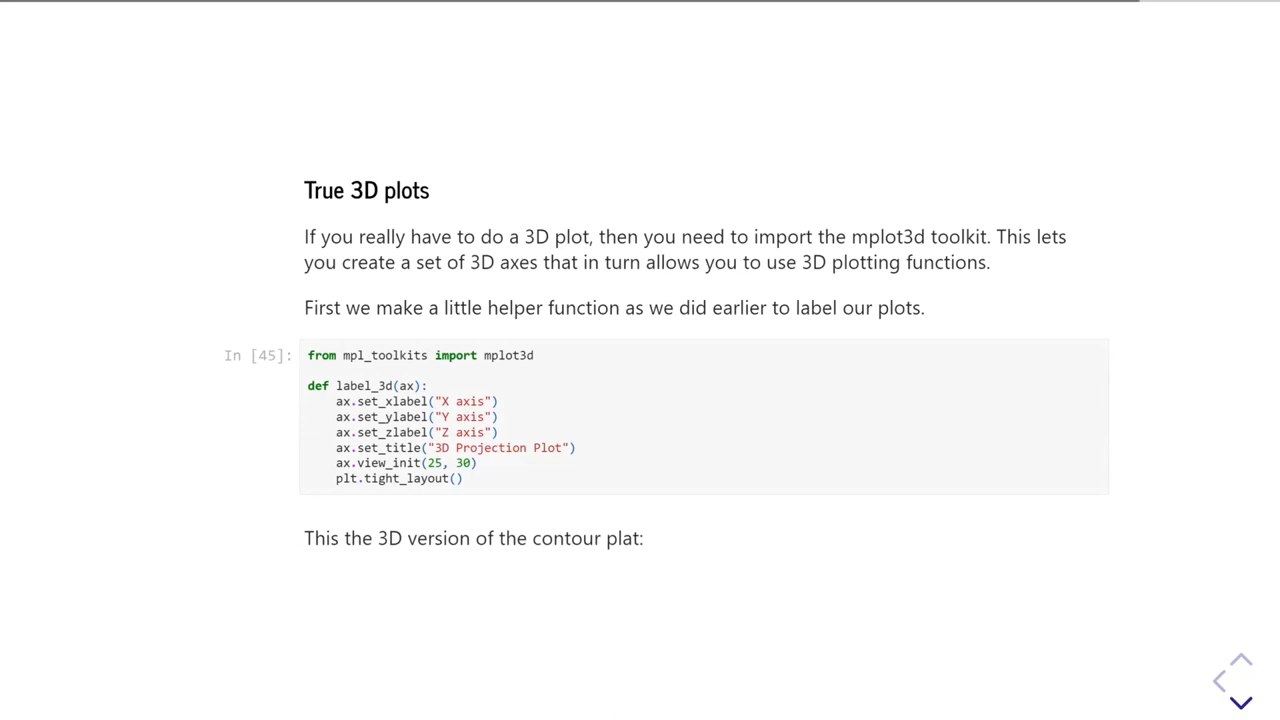 True 3D plots
If you really have to do a 3D plot, then you need to import the mplot3d toolkit. This lets
you create a set of 3D axes that in turn allows you to use 3D plotting functions.
First we make a little helper function as we did earlier to label our plots.
In [45]:
from mpl_toolkits import mplot3d
def label_3d(ax):
    ax.set_xlabel("X axis")
    ax.set_ylabel("Y axis")
    ax.set_zlabel("Z axis")
    ax.set_title("3D Projection Plot")
    ax.view_init(25, 30)
    plt.tight_layout()
This the 3D version of the contour plat: